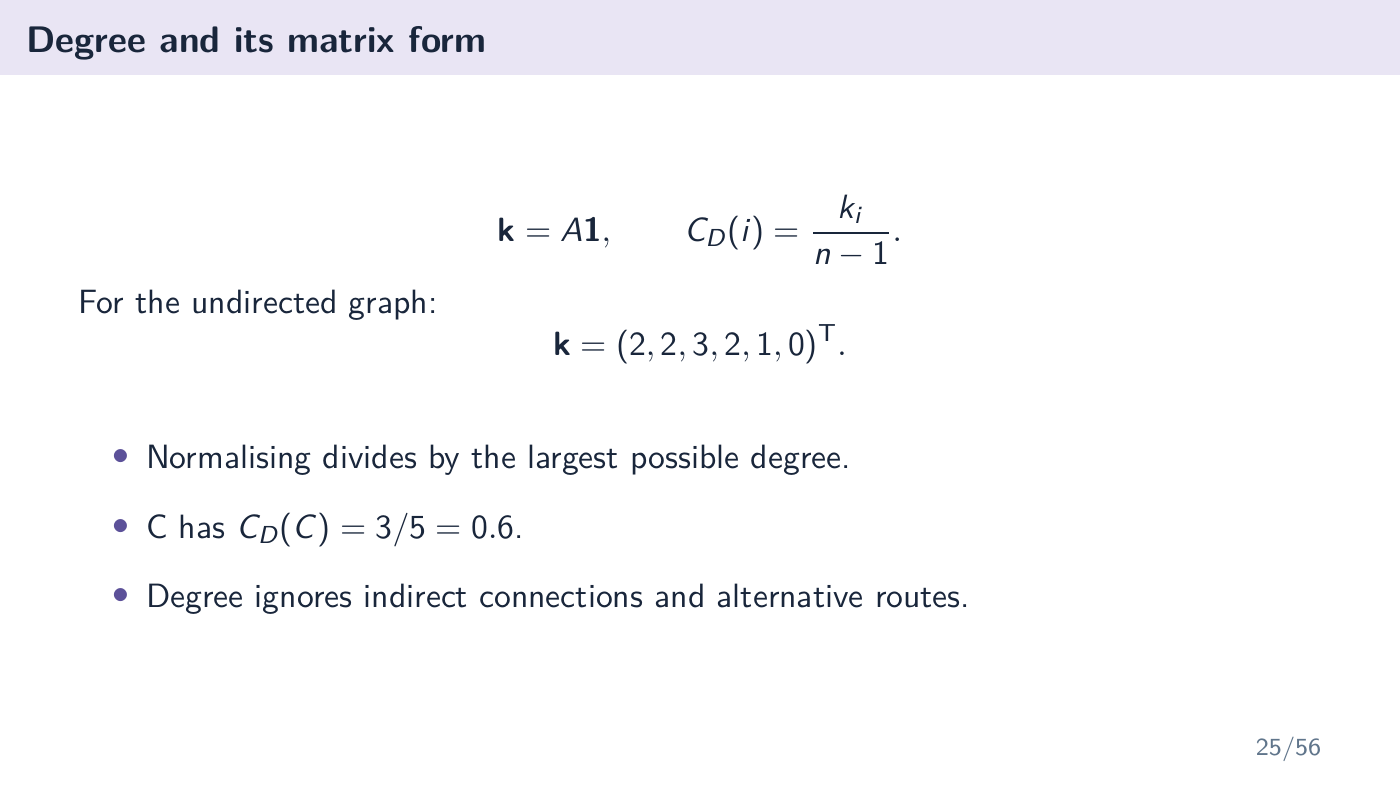 Degree and its matrix form
k = A1, C_D(i) = k_i / (n − 1).
For the undirected graph:
k = (2, 2, 3, 2, 1, 0)^T.
• Normalising divides by the largest possible degree.
• C has C_D(C) = 3/5 = 0.6.
• Degree ignores indirect connections and alternative routes.
25/56